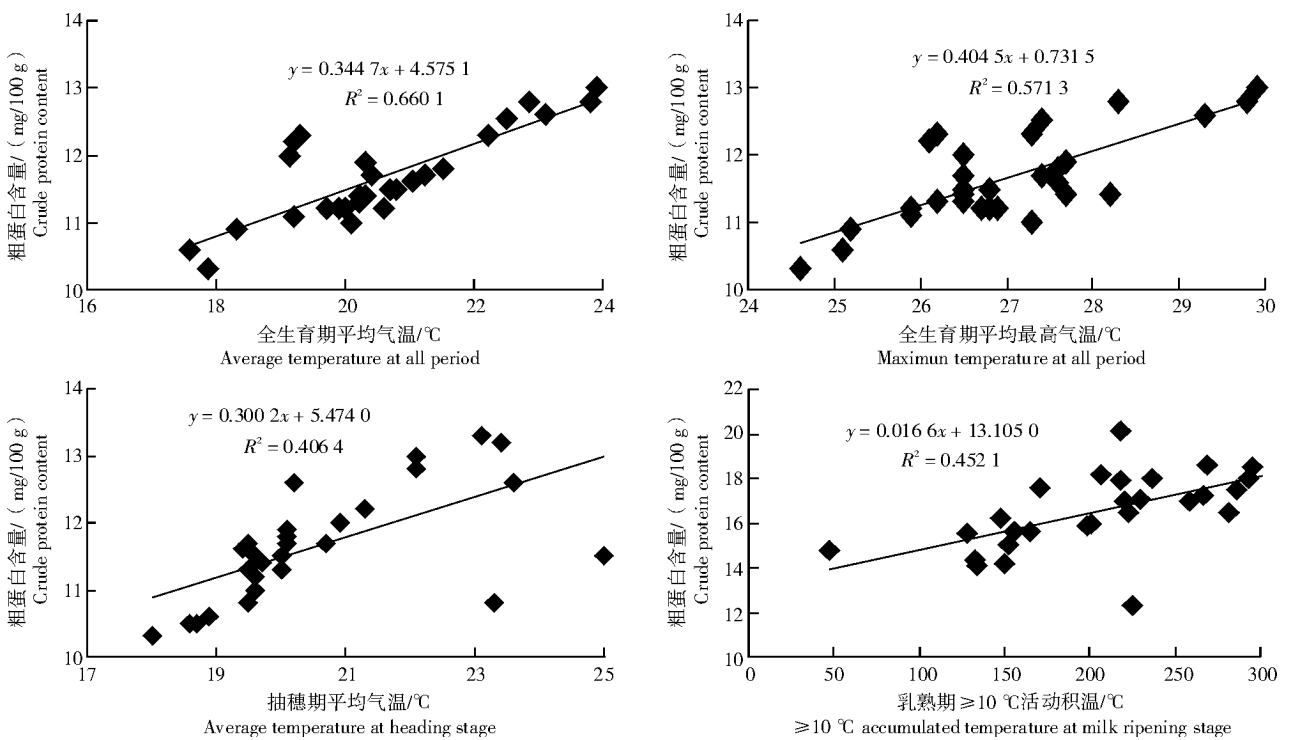 粗蛋白含量/（mg/100 g）
Crude protein content
14
13
12
11
10
y = 0.344 7x + 4.575 1
R² = 0.660 1
16 18 20 22 24
全生育期平均气温/℃
Average temperature at all period
粗蛋白含量/（mg/100 g）
Crude protein content
14
13
12
11
10
y = 0.404 5x + 0.731 5
R² = 0.571 3
24 25 26 27 28 29 30
全生育期平均最高气温/℃
Maximun temperature at all period
粗蛋白含量/（mg/100 g）
Crude protein content
14
13
12
11
10
y = 0.300 2x + 5.474 0
R² = 0.406 4
17 19 21 23 25
抽穗期平均气温/℃
Average temperature at heading stage
粗蛋白含量/（mg/100 g）
Crude protein content
22
20
18
16
14
12
10
y = 0.016 6x + 13.105 0
R² = 0.452 1
0 50 100 150 200 250 300
乳熟期≥10 ℃活动积温/℃
≥10 ℃ accumulated temperature at milk ripening stage